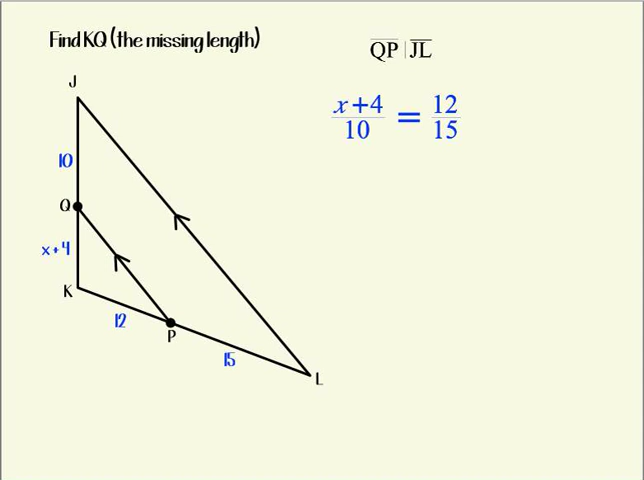 Find KQ (the missing length)
QP | JL
x+4/10 = 12/15
J
10
Q
x+4
K
12
P
15
L